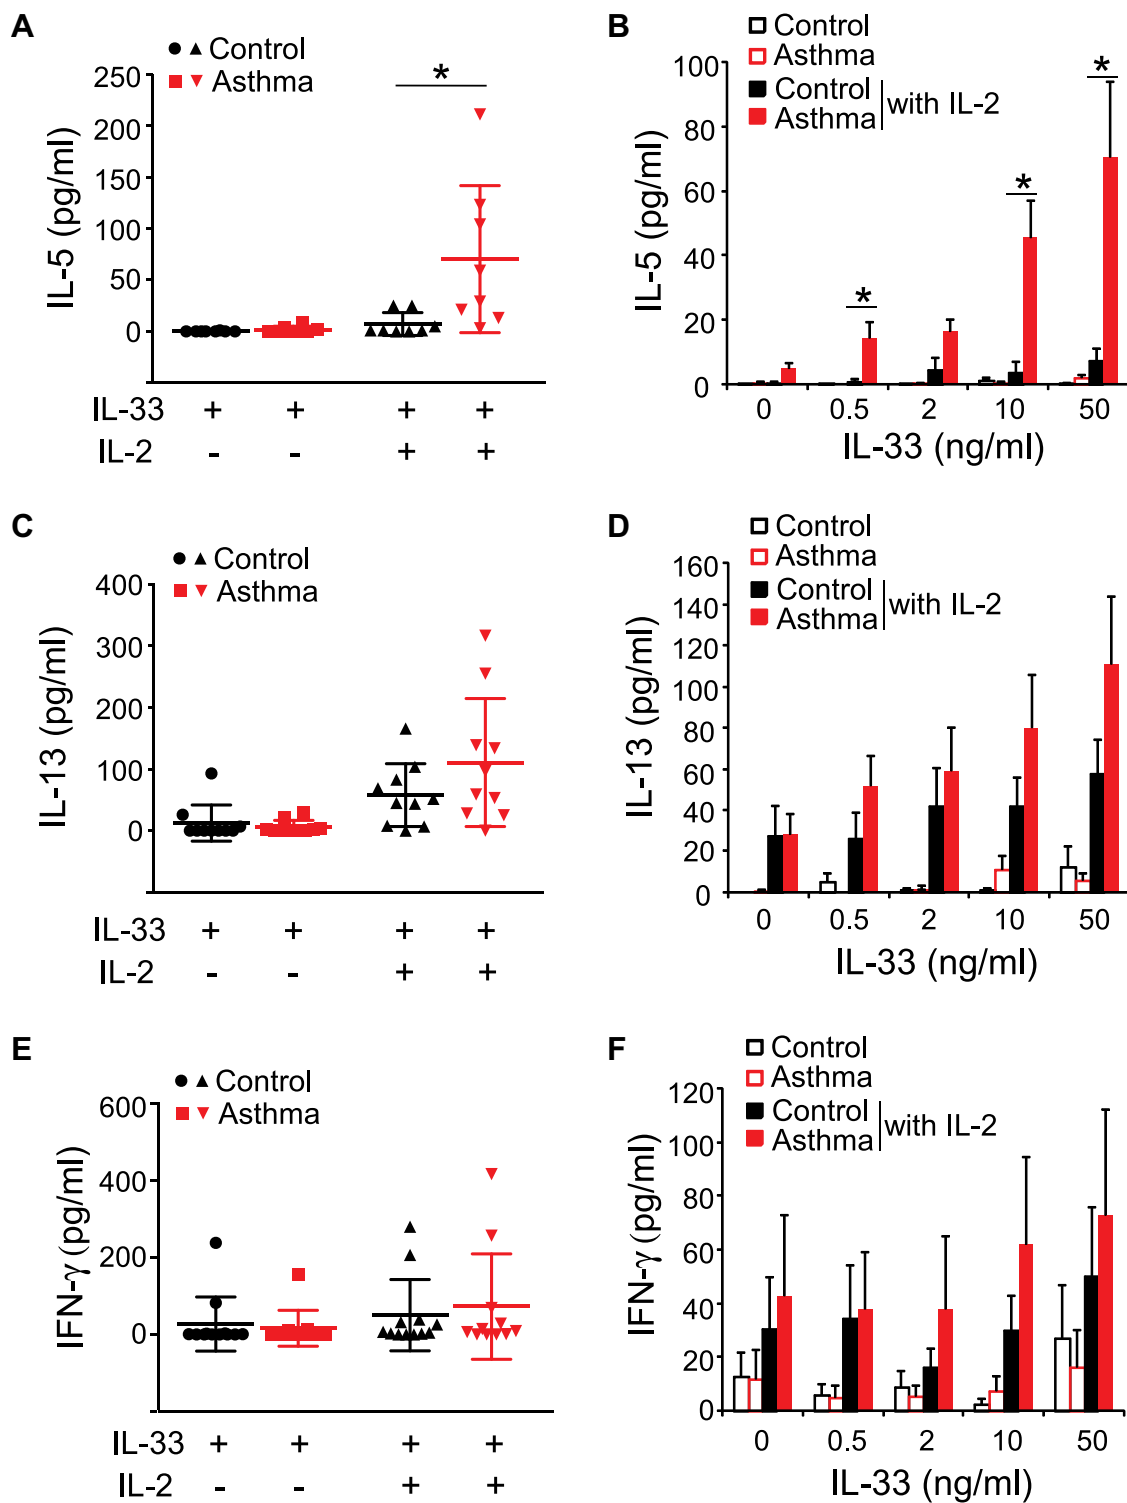 A
Control
Asthma
*
250
200
150
100
50
0
IL-5 (pg/ml)
IL-33 + + + +
IL-2 - - + +
B
Control
Asthma
Control
Asthma
with IL-2
*
*
*
100
80
60
40
20
0
IL-5 (pg/ml)
0 0.5 2 10 50
IL-33 (ng/ml)
C
Control
Asthma
400
300
200
100
0
IL-13 (pg/ml)
IL-33 + + + +
IL-2 - - + +
D
Control
Asthma
Control
Asthma
with IL-2
160
140
120
100
80
60
40
20
0
IL-13 (pg/ml)
0 0.5 2 10 50
IL-33 (ng/ml)
E
Control
Asthma
600
400
200
0
IFN-γ (pg/ml)
IL-33 + + + +
IL-2 - - + +
F
Control
Asthma
Control
Asthma
with IL-2
120
100
80
60
40
20
0
IFN-γ (pg/ml)
0 0.5 2 10 50
IL-33 (ng/ml)